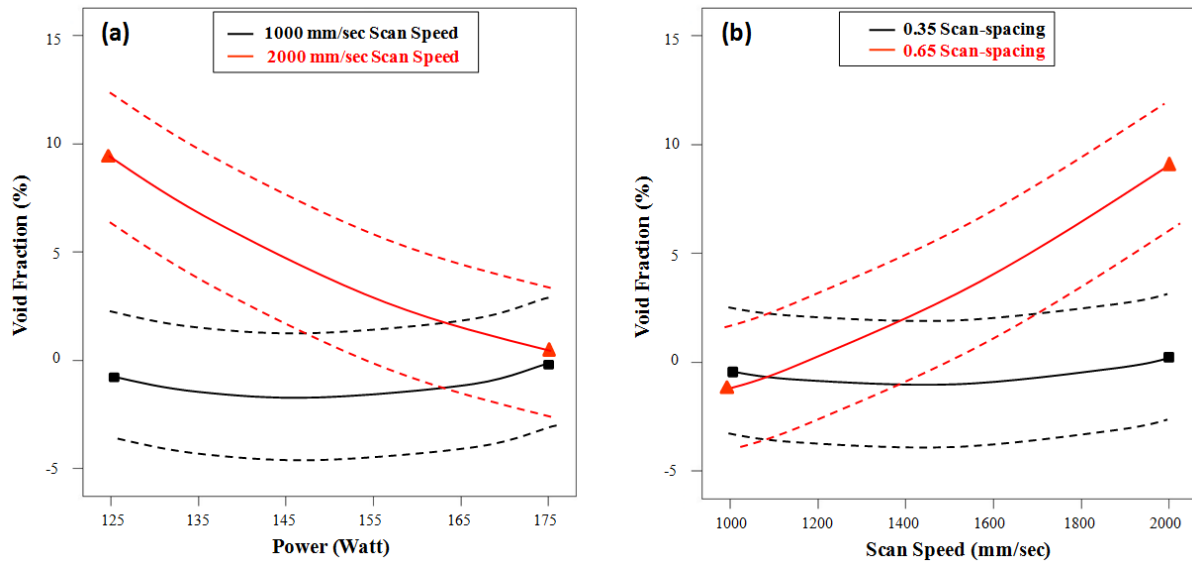 (a)
1000 mm/sec Scan Speed
2000 mm/sec Scan Speed
15
10
5
0
-5
Void Fraction (%)
125 135 145 155 165 175
Power (Watt)
(b)
0.35 Scan-spacing
0.65 Scan-spacing
15
10
5
0
-5
Void Fraction (%)
1000 1200 1400 1600 1800 2000
Scan Speed (mm/sec)